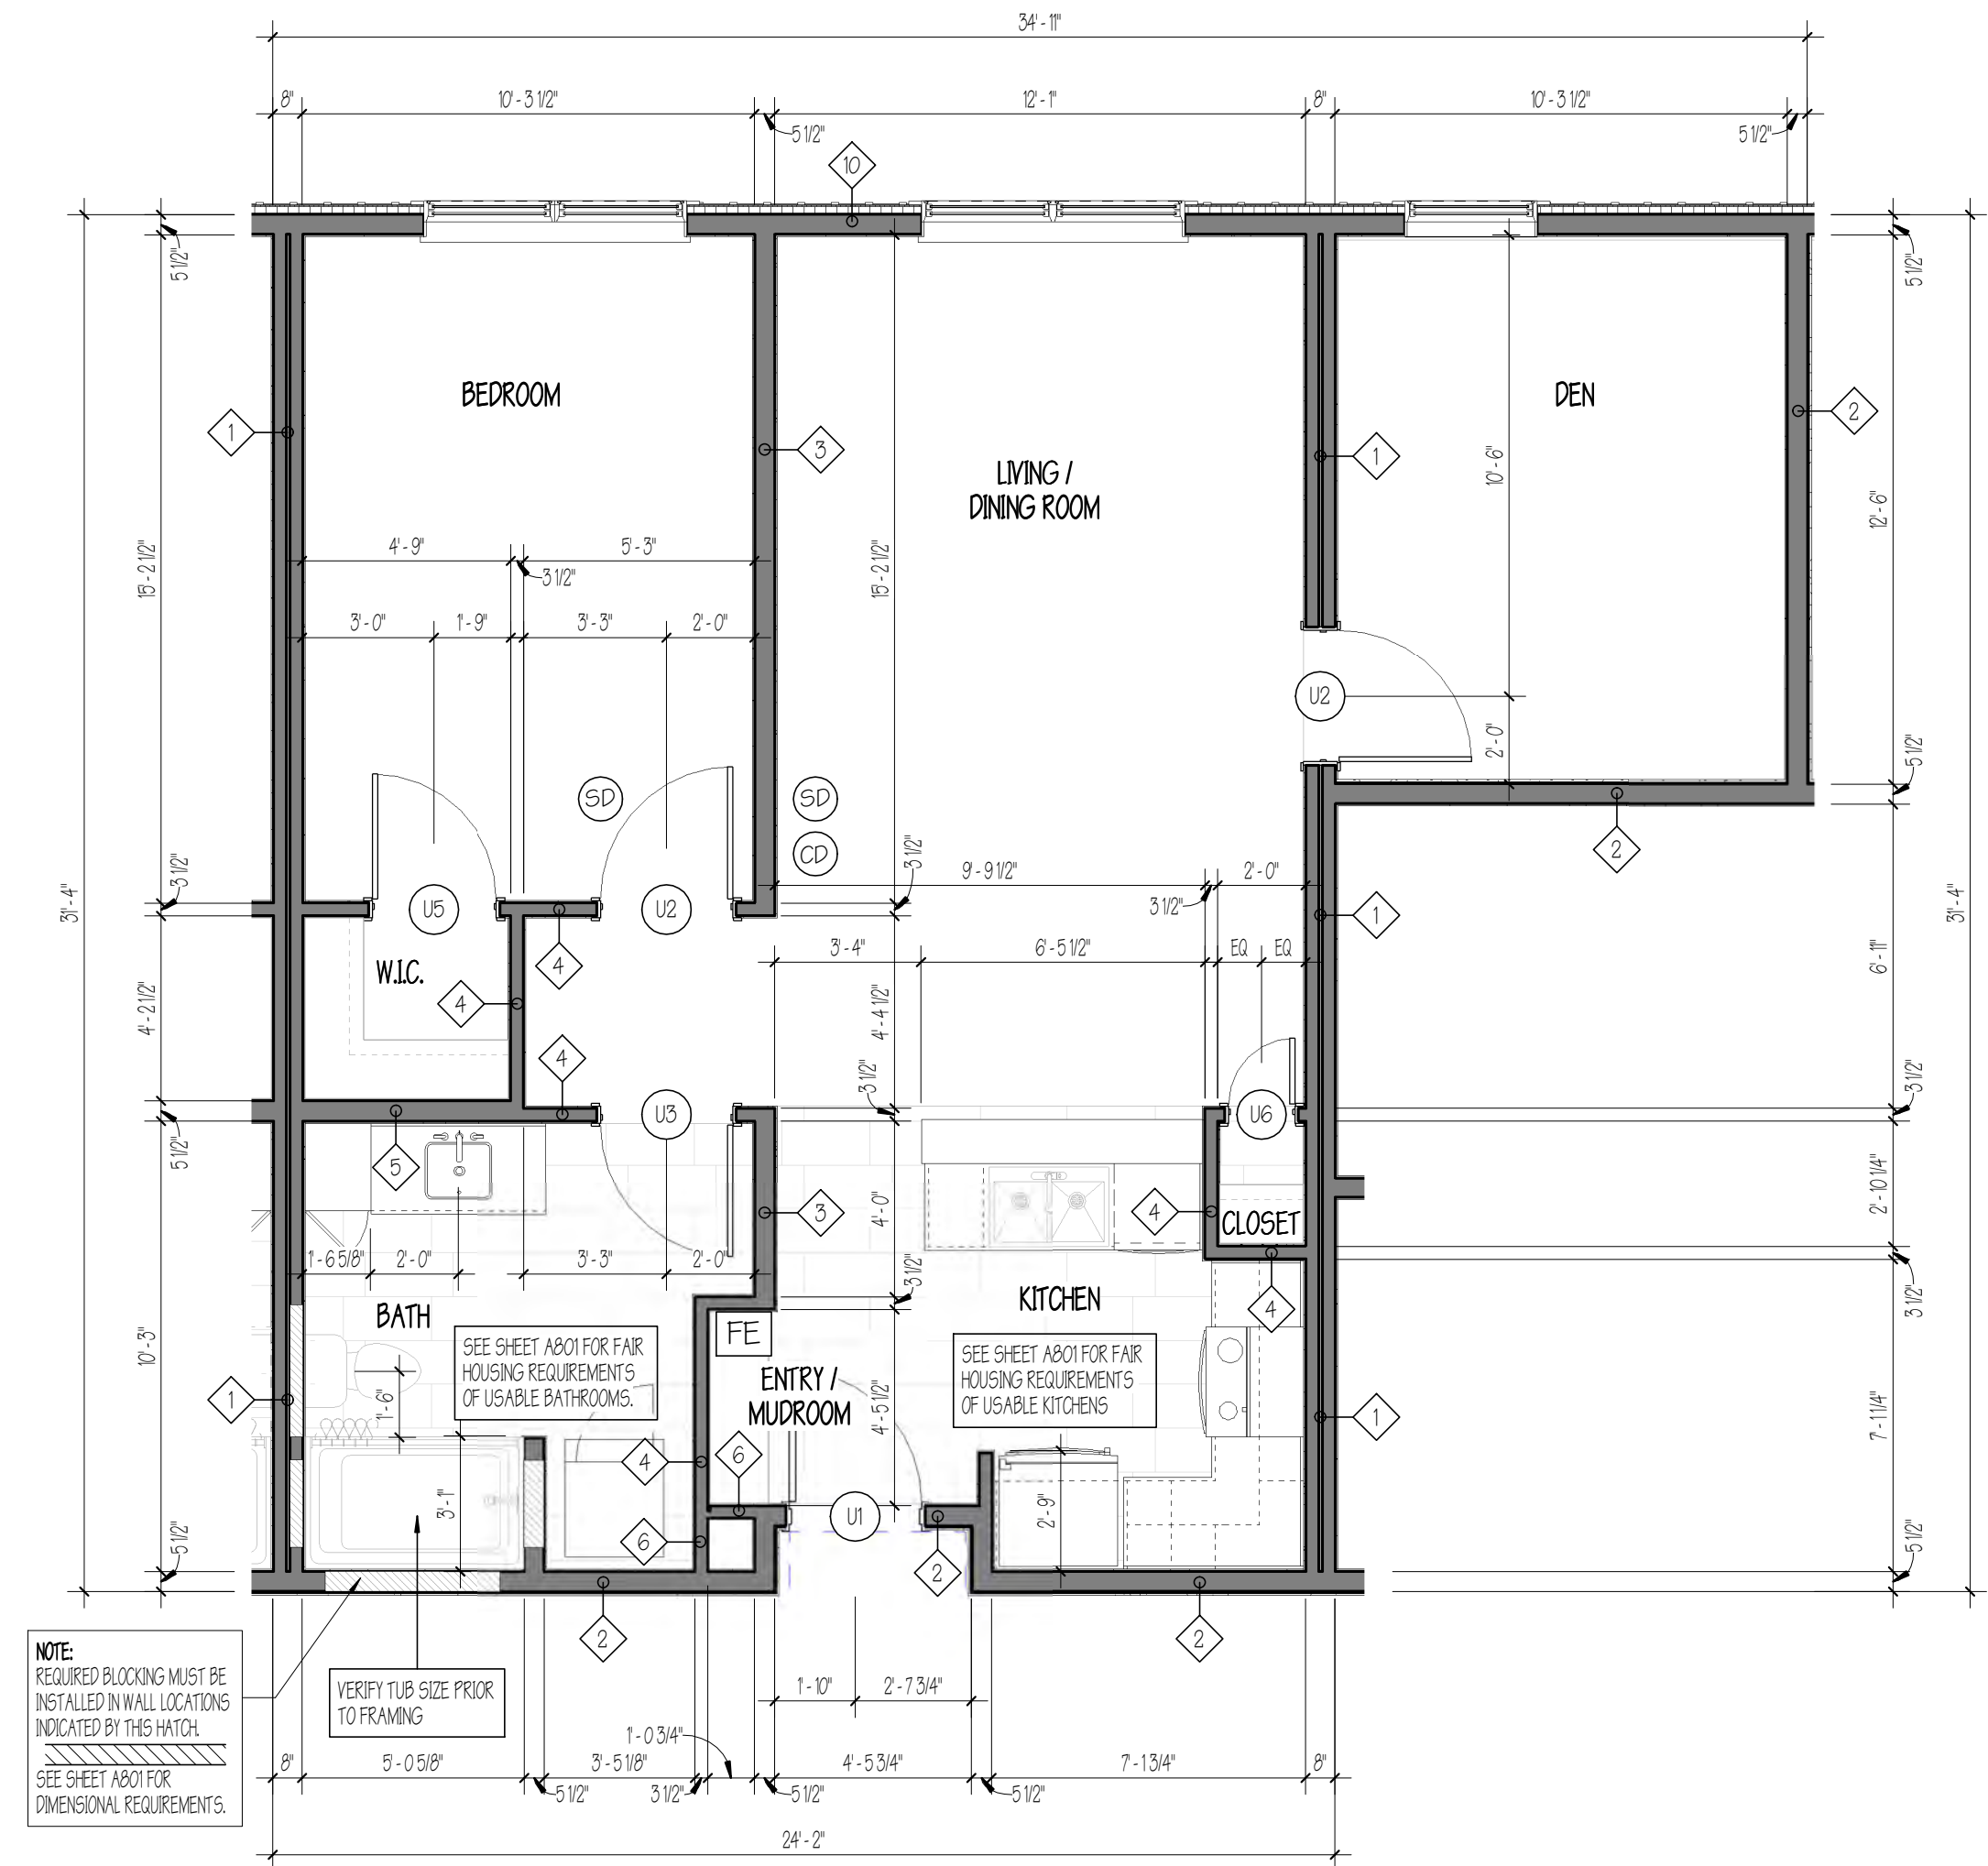 34'-11"
8"
10'-3 1/2"
12'-1"
8"
10'-3 1/2"
5 1/2"
5 1/2"
10
5 1/2"
5 1/2"
BEDROOM
DEN
1
3
1
2
LIVING /
DINING ROOM
10'-6"
12'-6"
15'-2 1/2"
15'-2 1/2"
4'-9"
5'-3"
3 1/2"
3'-0"
1'-9"
3'-3"
2'-0"
U2
2'-0"
5 1/2"
SD
SD
CD
2
3 1/2"
3 1/2"
9'-9 1/2"
2'-0"
3 1/2"
31'-4"
31'-4"
U5
U2
4
1
3'-4"
6'-5 1/2"
EQ
EQ
6'-11"
W.I.C.
4
4'-2 1/2"
4'-4 1/2"
4
3 1/2"
3 1/2"
U3
U6
5 1/2"
5
3
4
4'-0"
CLOSET
2'-10 1/4"
1'-6 5/8"
2'-0"
3'-3"
2'-0"
3 1/2"
3 1/2"
BATH
KITCHEN
4
FE
10'-3"
SEE SHEET A801 FOR FAIR
HOUSING REQUIREMENTS
OF USABLE BATHROOMS.
SEE SHEET A801 FOR FAIR
HOUSING REQUIREMENTS
OF USABLE KITCHENS
ENTRY /
MUDROOM
1
1'-6"
4'-5 1/2"
1
7'-11 1/4"
4
6
3'-1"
2'-9"
U1
6
5 1/2"
5 1/2"
2
2
2
NOTE:
REQUIRED BLOCKING MUST BE
INSTALLED IN WALL LOCATIONS
INDICATED BY THIS HATCH.
SEE SHEET A801 FOR
DIMENSIONAL REQUIREMENTS.
VERIFY TUB SIZE PRIOR
TO FRAMING
1'-10"
2'-7 3/4"
1'-0 3/4"
8"
5'-0 5/8"
3'-5 1/8"
4'-5 3/4"
7'-1 3/4"
8"
5 1/2"
3 1/2"
5 1/2"
5 1/2"
24'-2"